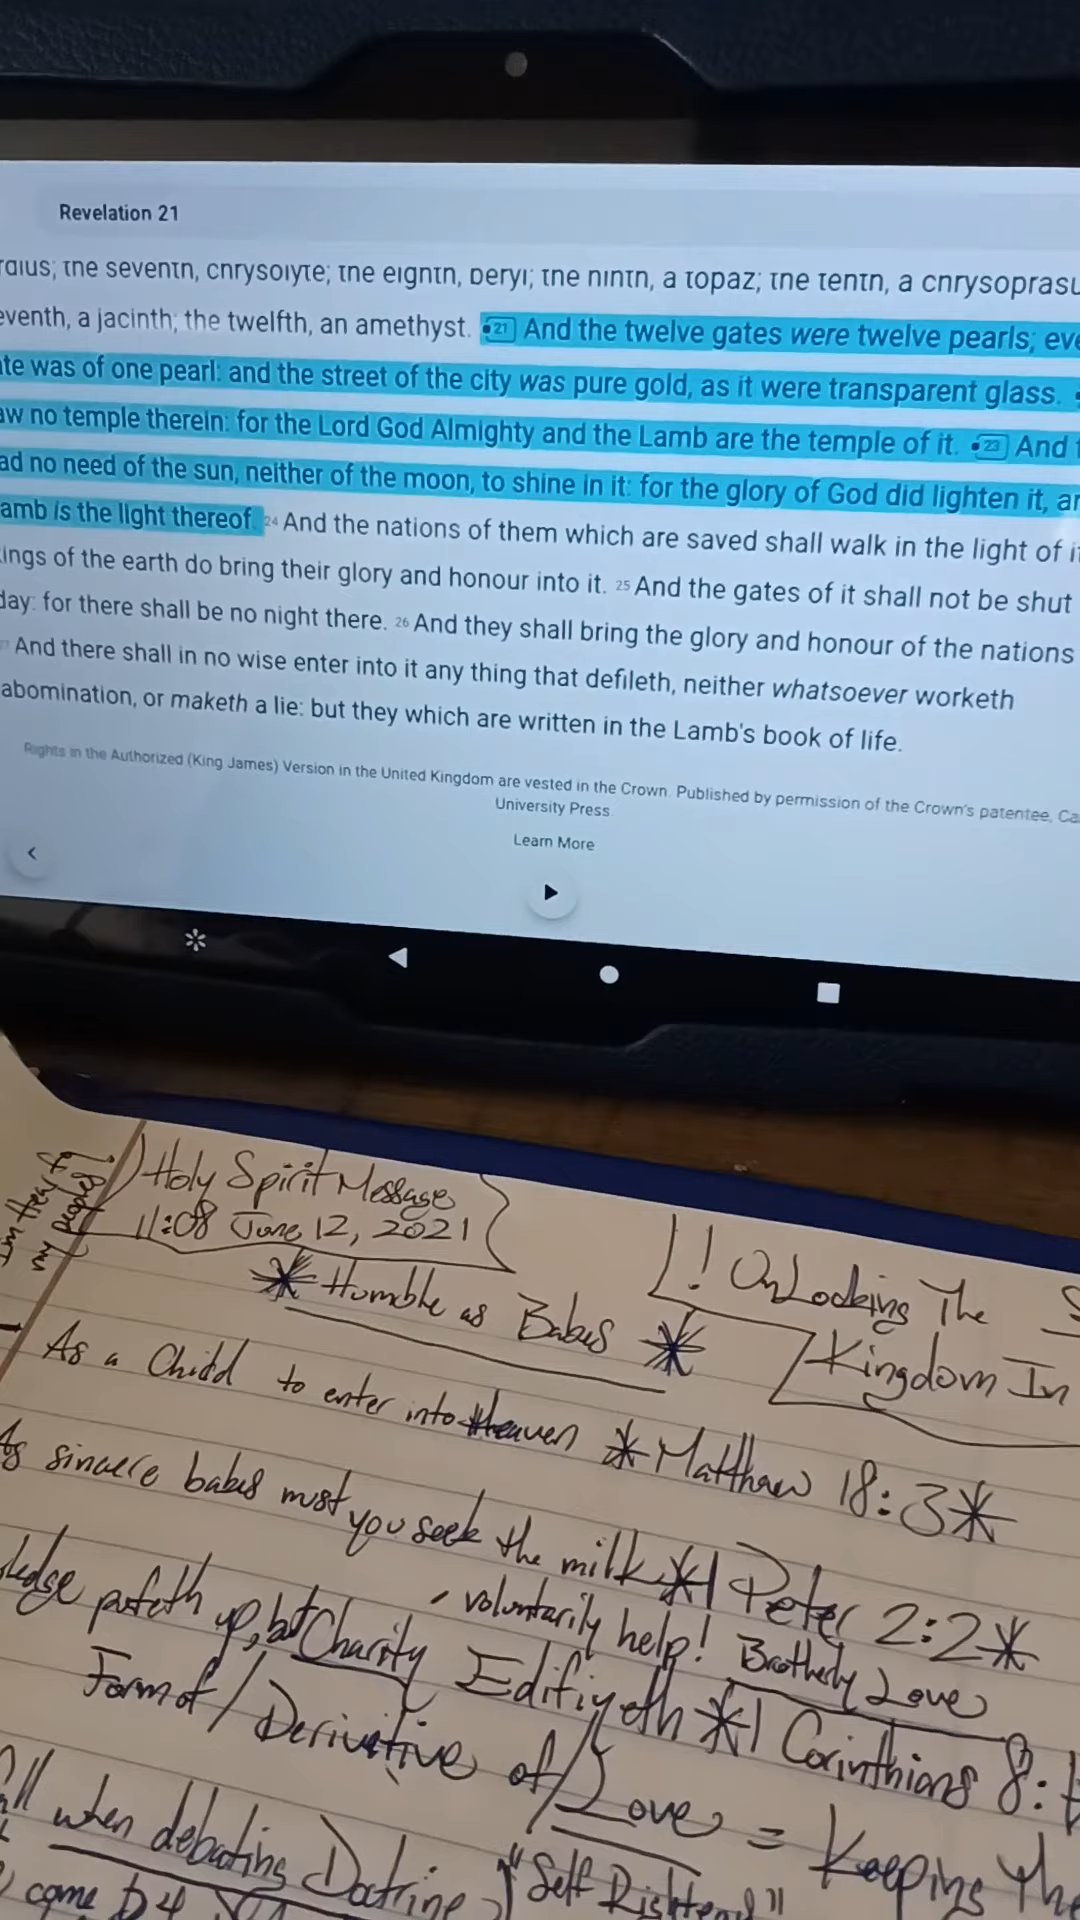 Revelation 21
the seventh, chrysolyte; the eighth, beryl; the ninth, a topaz; the tenth, a chrysoprasu
eventh, a jacinth; the twelfth, an amethyst. 21 And the twelve gates were twelve pearls; eve
te was of one pearl: and the street of the city was pure gold, as it were transparent glass.
aw no temple therein: for the Lord God Almighty and the Lamb are the temple of it. 23 And
ad no need of the sun, neither of the moon, to shine in it: for the glory of God did lighten it, an
amb is the light thereof. 24 And the nations of them which are saved shall walk in the light of it
ings of the earth do bring their glory and honour into it. 25 And the gates of it shall not be shut
day: for there shall be no night there. 26 And they shall bring the glory and honour of the nations
27 And there shall in no wise enter into it any thing that defileth, neither whatsoever worketh
abomination, or maketh a lie: but they which are written in the Lamb's book of life.
Rights in the Authorized (King James) Version in the United Kingdom are vested in the Crown. Published by permission of the Crown's patentee, Ca
University Press.
Learn More
my people
Holy Spirit Message
11:08 June 12, 2021
* Humble as Babes *
! OnLocking The
Kingdom In
As a Child to enter into Heaven * Matthew 18:3 *
As sincere babes must you seek the milk * 1 Peter 2:2 *
, voluntarily help! Brotherly Love
ledge pufeth up, but Charity Edifiyeth * 1 Corinthians 8:
Form of / Derivitive of / Love = Keeping The
all when debating Doctrine
come "Self Righteous"